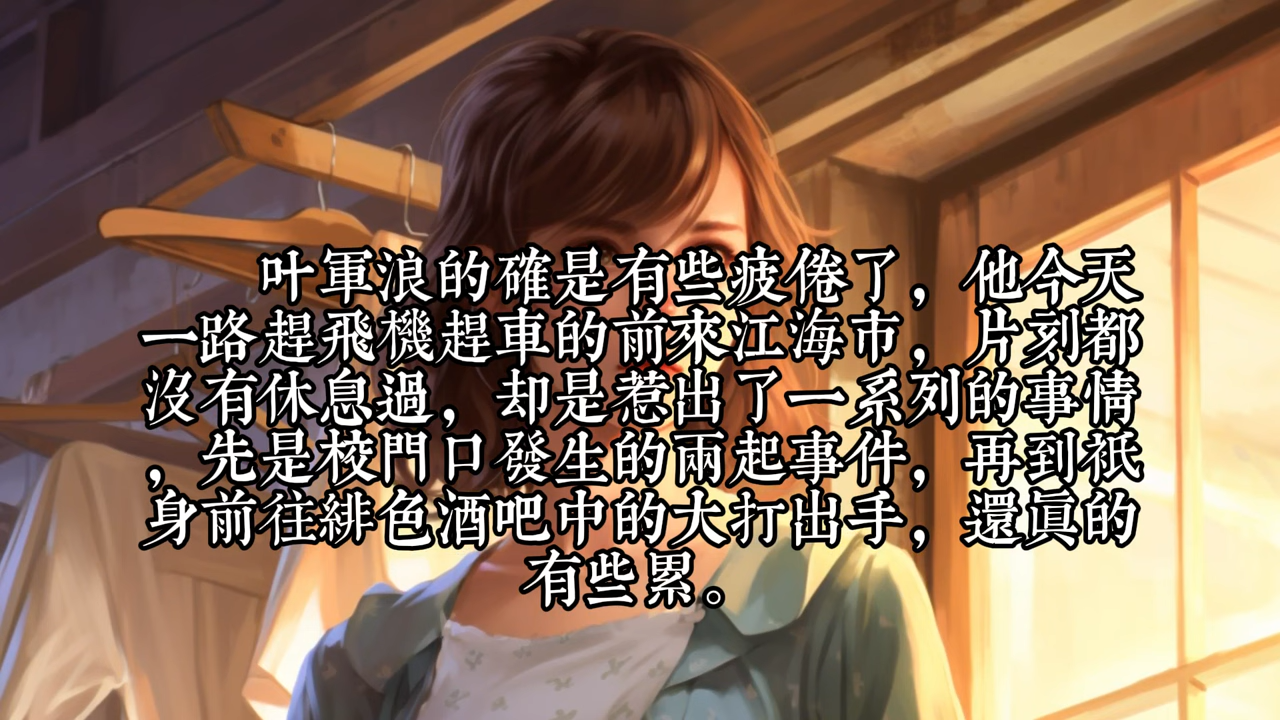 叶軍浪的確是有些疲倦了，他今天
一路趕飛機趕車的前來江海市，片刻都
沒有休息過，却是惹出了一系列的事情
，先是校門口發生的兩起事件，再到祇
身前往緋色酒吧中的大打出手，還眞的
有些累。